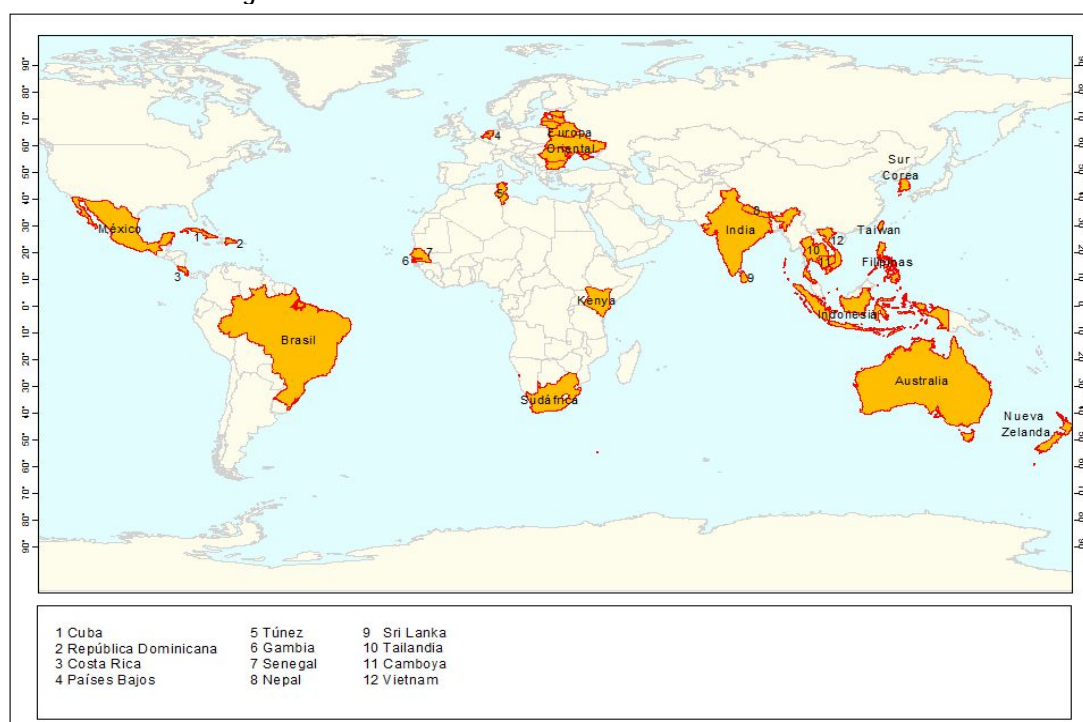 90°
80°
70°
60°
50°
40°
30°
20°
10°
0°
10°
20°
30°
40°
50°
60°
70°
80°
90°
4
Europa
Oriental
Sur
Corea
5
México
1
2
3
7
6
India
8
9
10
11
12
Taiwan
Filipinas
Kenya
Indonesia
Brasil
Sudáfrica
Australia
Nueva
Zelanda
1 Cuba
2 República Dominicana
3 Costa Rica
4 Países Bajos
5 Túnez
6 Gambia
7 Senegal
8 Nepal
9 Sri Lanka
10 Tailandia
11 Camboya
12 Vietnam